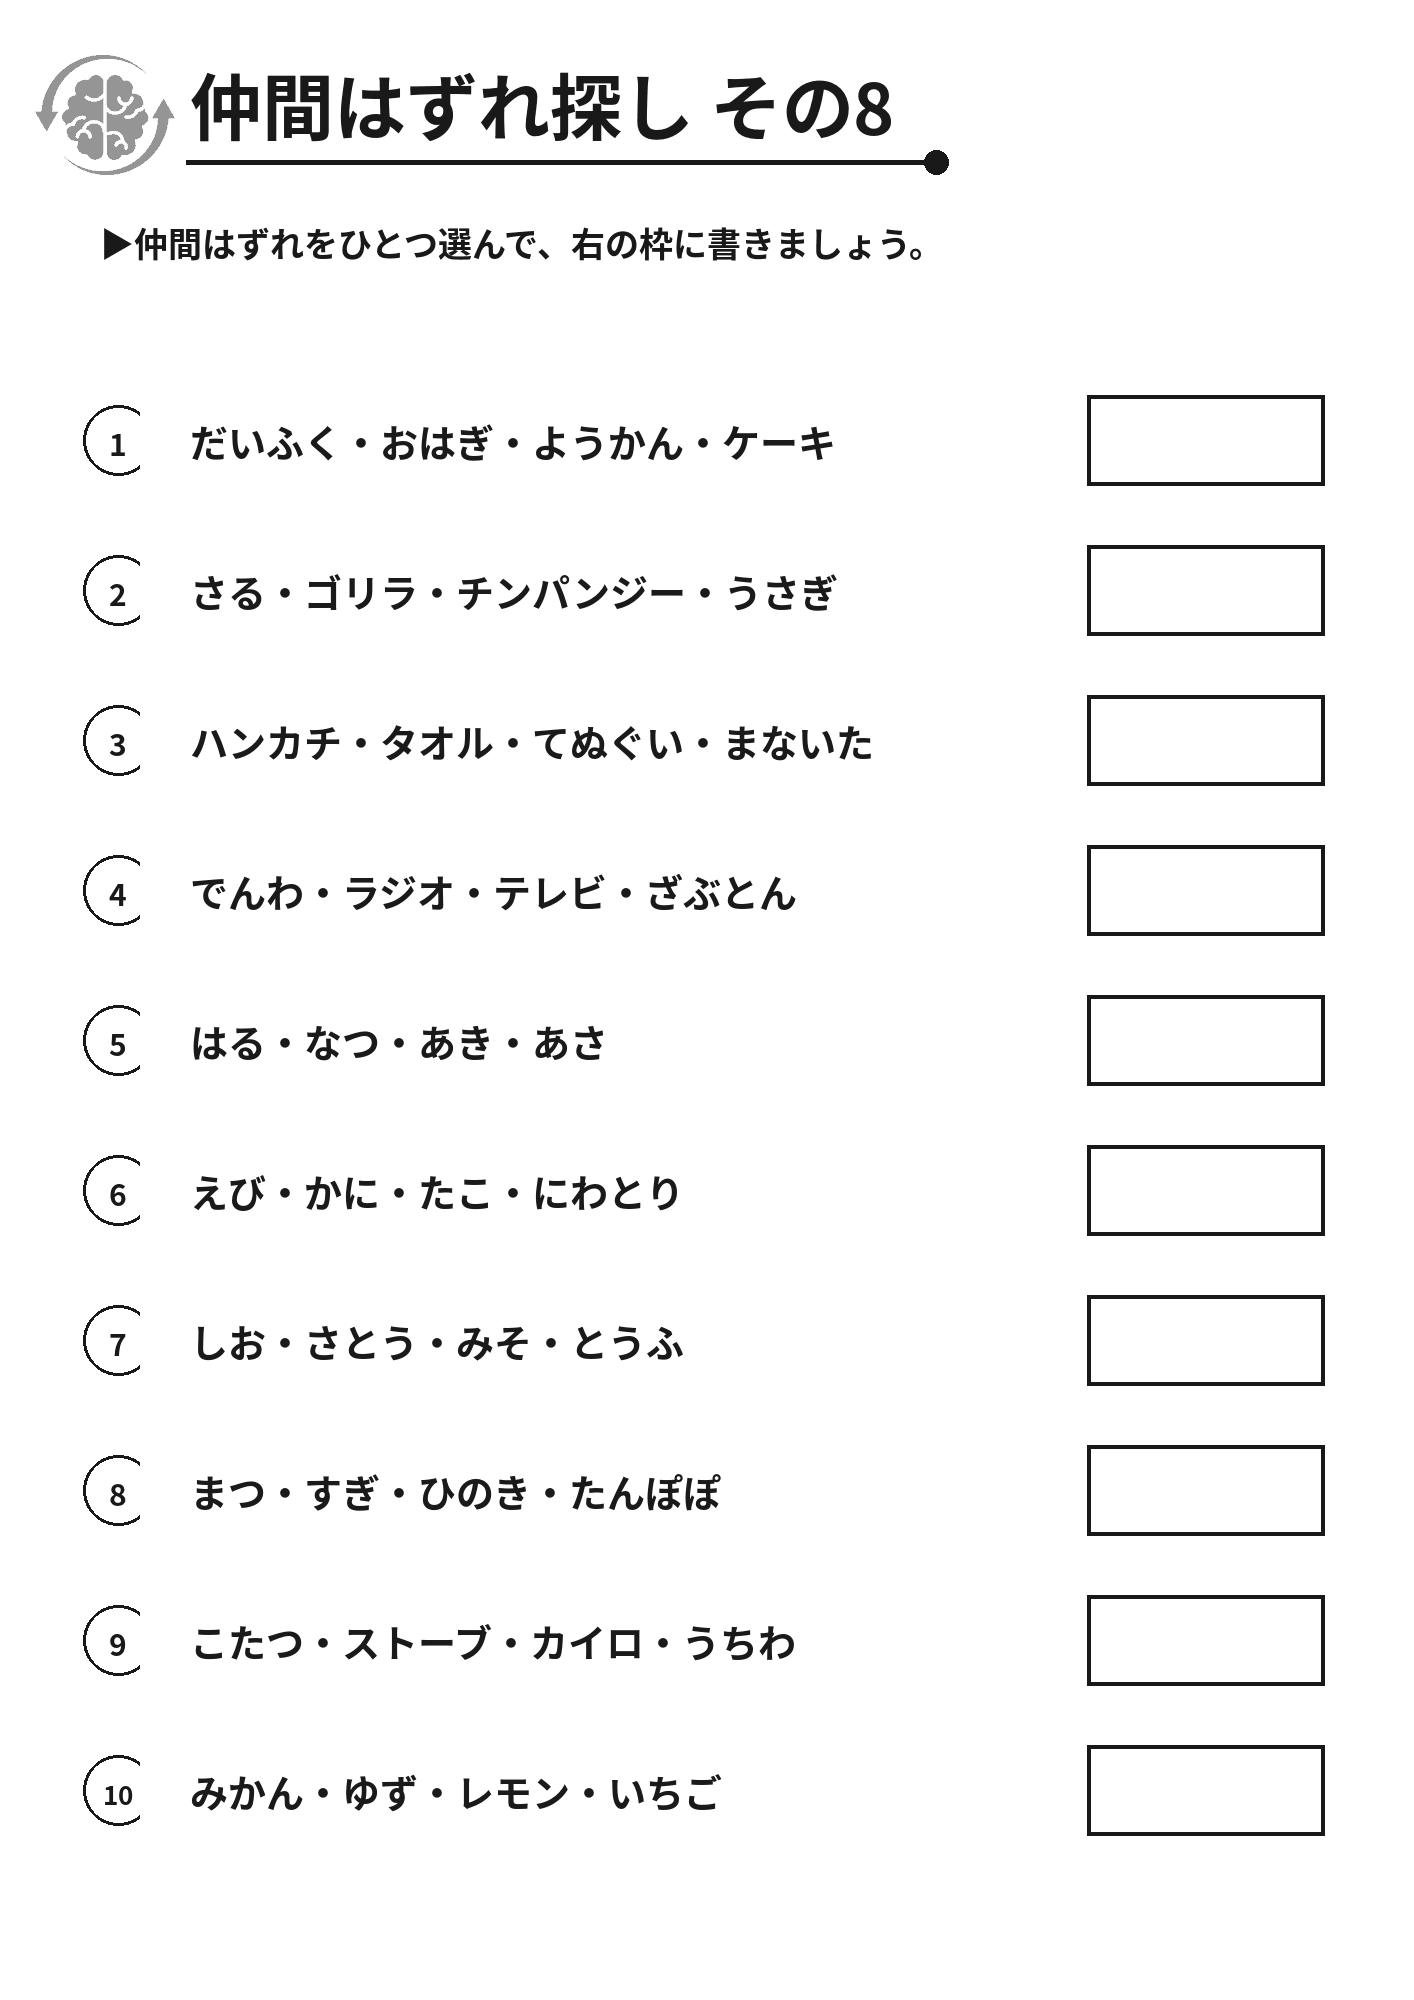 仲間はずれ探し その8
▶仲間はずれをひとつ選んで、右の枠に書きましょう。
1 だいふく・おはぎ・ようかん・ケーキ
2 さる・ゴリラ・チンパンジー・うさぎ
3 ハンカチ・タオル・てぬぐい・まないた
4 でんわ・ラジオ・テレビ・ざぶとん
5 はる・なつ・あき・あさ
6 えび・かに・たこ・にわとり
7 しお・さとう・みそ・とうふ
8 まつ・すぎ・ひのき・たんぽぽ
9 こたつ・ストーブ・カイロ・うちわ
10 みかん・ゆず・レモン・いちご